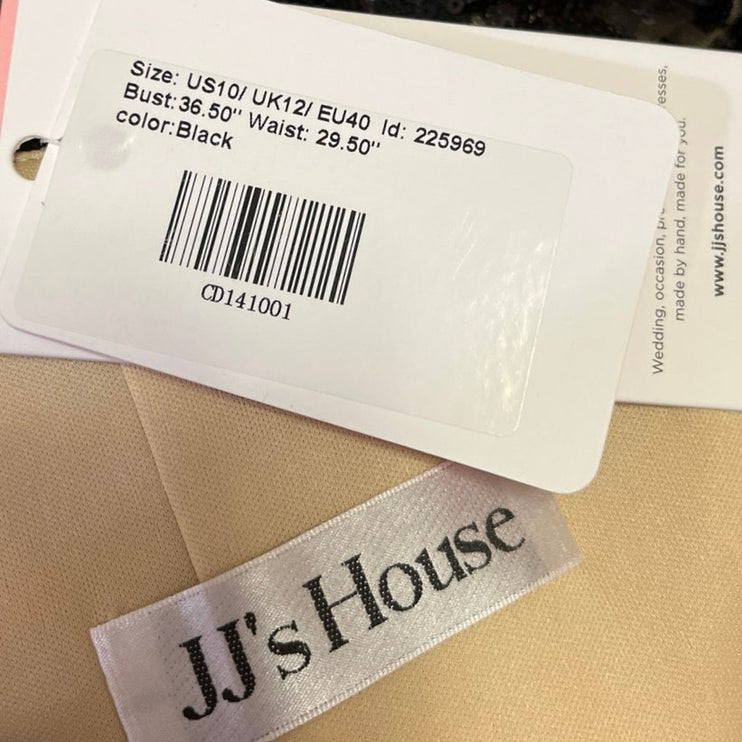 Size: US10/ UK12/ EU40 Id: 225969
Bust:36.50" Waist: 29.50"
color:Black
CD141001
esses,
Wedding, occasion,
made by hand, made for you.
www.jjshouse.com
JJ's House